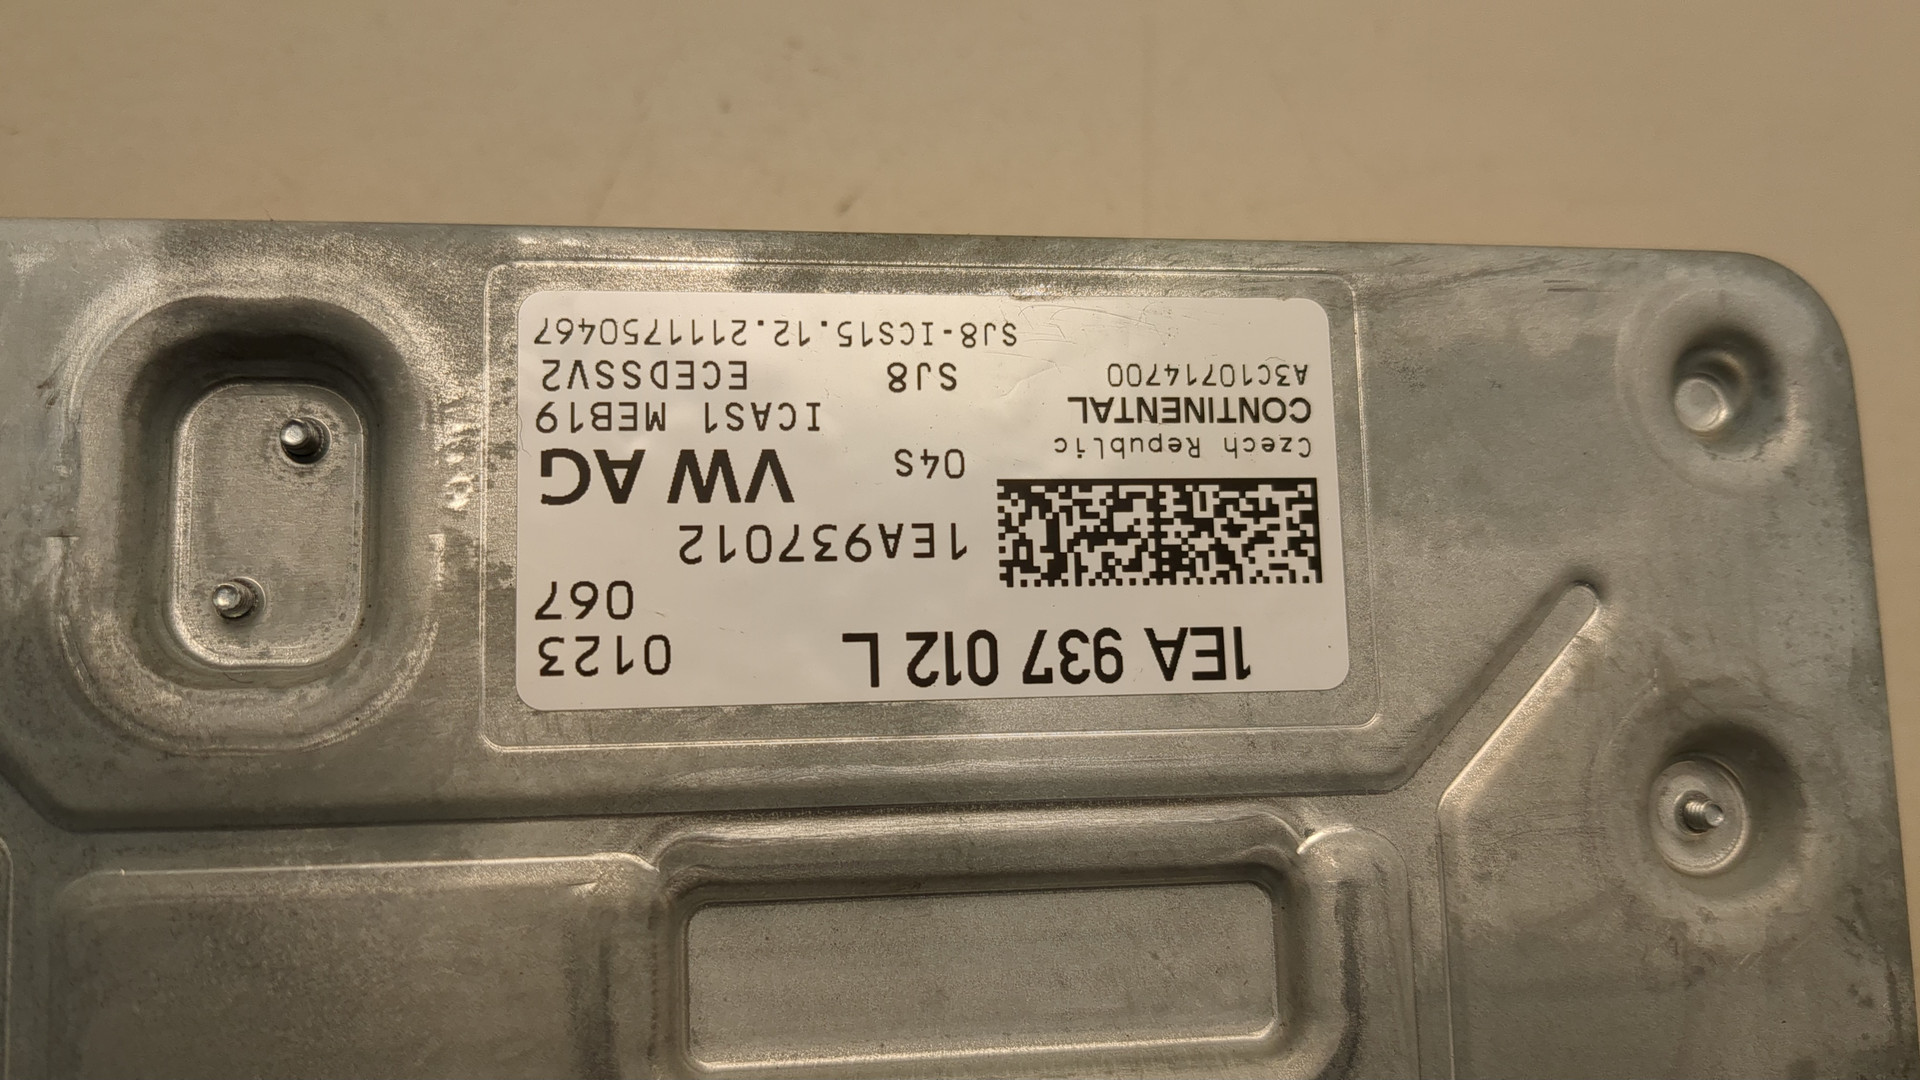 1EA 937 012 L 0123
067
1EA937012
04S VW AG
Czech Republic
CONTINENTAL ICAS1 MEB19
A3C10714700 SJ8 ECEDSSV2
SJ8-ICS15.12.2111750467